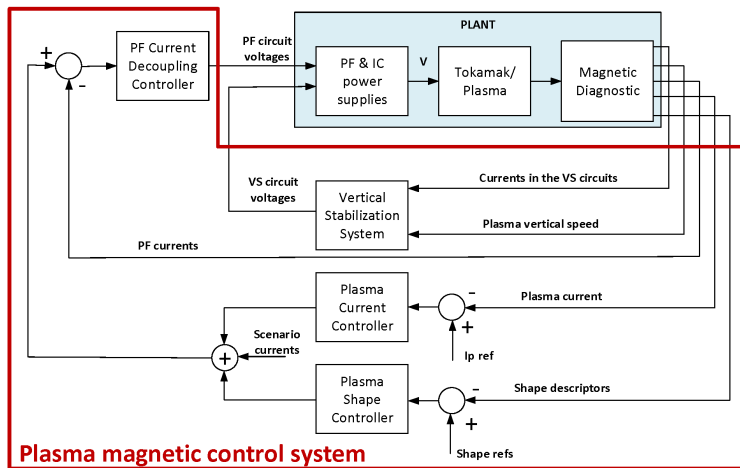 PLANT
PF Current
Decoupling
Controller
PF circuit
voltages
PF & IC
power
supplies
V
Tokamak/
Plasma
Magnetic
Diagnostic
+
-
VS circuit
voltages
Vertical
Stabilization
System
Currents in the VS circuits
Plasma vertical speed
PF currents
Plasma
Current
Controller
-
+
Plasma current
Ip ref
Scenario
currents
+
Plasma
Shape
Controller
-
+
Shape descriptors
Shape refs
Plasma magnetic control system